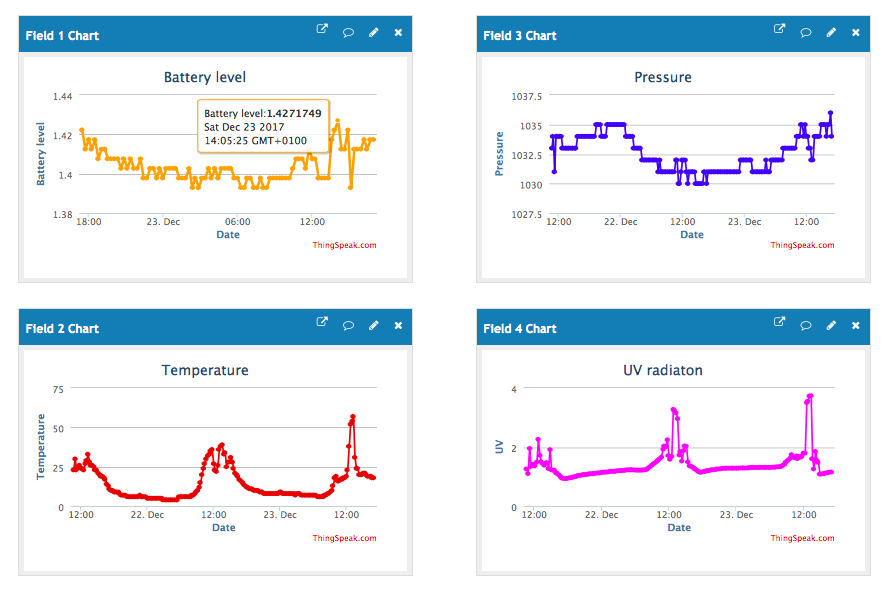 Field 1 Chart
Battery level
1.44
1.42
1.4
1.38
Battery level
Battery level:1.4271749
Sat Dec 23 2017
14:05:25 GMT+0100
18:00
23. Dec
06:00
12:00
Date
ThingSpeak.com
Field 3 Chart
Pressure
1037.5
1035
1032.5
1030
1027.5
Pressure
12:00
22. Dec
12:00
23. Dec
12:00
Date
ThingSpeak.com
Field 2 Chart
Temperature
75
50
25
0
Temperature
12:00
22. Dec
12:00
23. Dec
12:00
Date
ThingSpeak.com
Field 4 Chart
UV radiaton
4
2
0
UV
12:00
22. Dec
12:00
23. Dec
12:00
Date
ThingSpeak.com